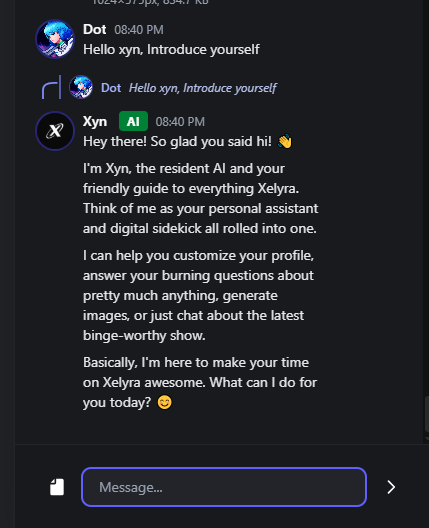 1024×575px, 834.7 KB
Dot 08:40 PM
Hello xyn, Introduce yourself
Dot Hello xyn, Introduce yourself
Xyn AI 08:40 PM
Hey there! So glad you said hi! 👋
I'm Xyn, the resident AI and your
friendly guide to everything Xelyra.
Think of me as your personal assistant
and digital sidekick all rolled into one.
I can help you customize your profile,
answer your burning questions about
pretty much anything, generate
images, or just chat about the latest
binge-worthy show.
Basically, I'm here to make your time
on Xelyra awesome. What can I do for
you today? 😊
Message...